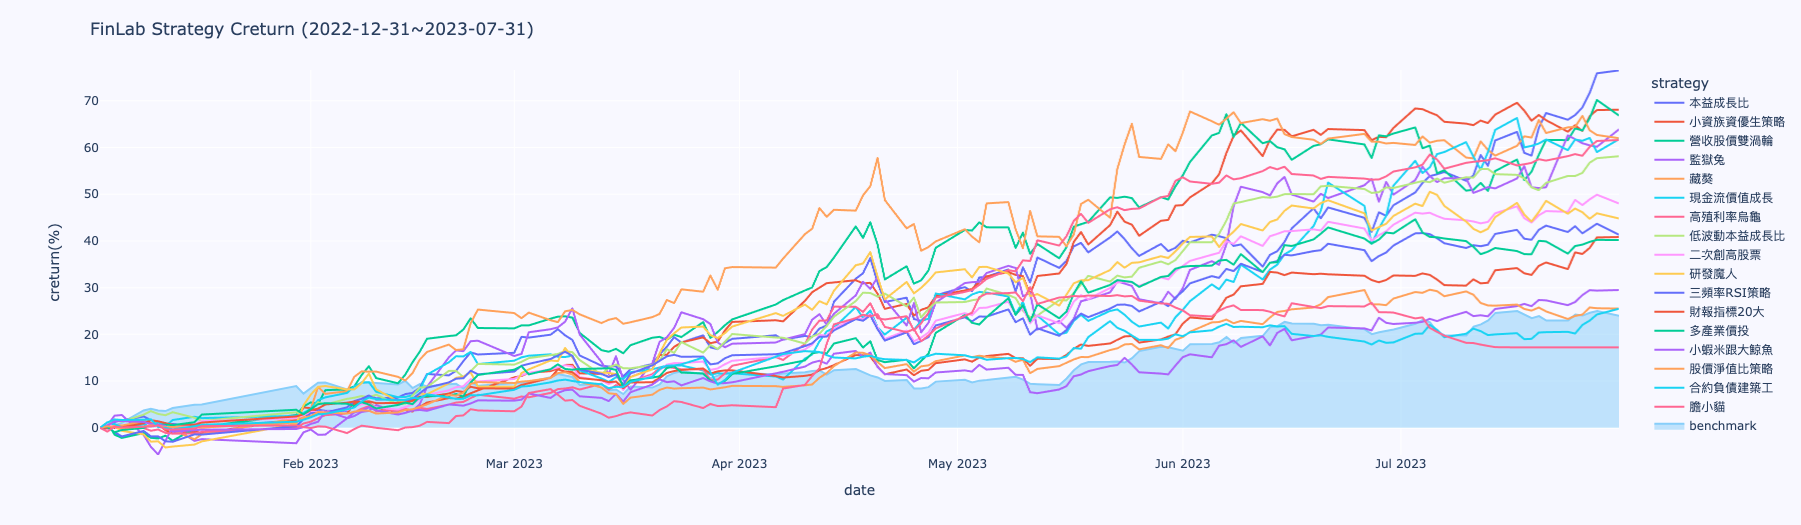 FinLab Strategy Creturn (2022-12-31~2023-07-31)
creturn(%)
70
60
50
40
30
20
10
0
Feb 2023
Mar 2023
Apr 2023
May 2023
Jun 2023
Jul 2023
date
strategy
本益成長比
小資族資優生策略
營收股價雙渦輪
監獄兔
藏獒
現金流價值成長
高殖利率烏龜
低波動本益成長比
二次創高股票
研發魔人
三頻率RSI策略
財報指標20大
多產業價投
小蝦米跟大鯨魚
股價淨值比策略
合約負債建築工
膽小貓
benchmark